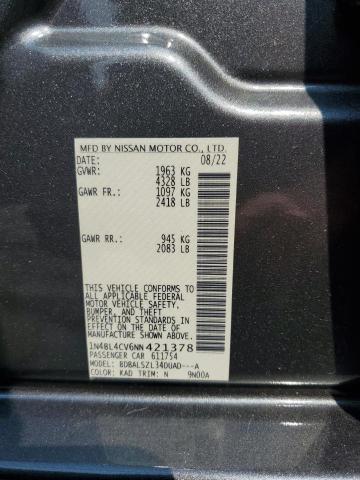 MFD BY NISSAN MOTOR CO., LTD.
DATE: 08/22
GVWR: 1963 KG
4328 LB
GAWR FR.: 1097 KG
2418 LB
GAWR RR.: 945 KG
2083 LB
THIS VEHICLE CONFORMS TO
ALL APPLICABLE FEDERAL
MOTOR VEHICLE SAFETY,
BUMPER, AND THEFT
PREVENTION STANDARDS
IN EFFECT ON THE DATE OF
MANUFACTURE SHOWN ABOVE.
1N4BL4CV6NN421378
PASSENGER CAR 611754
MODEL: BDBALSZL34DUAD---A
COLOR: KAD TRIM: N 9N00A